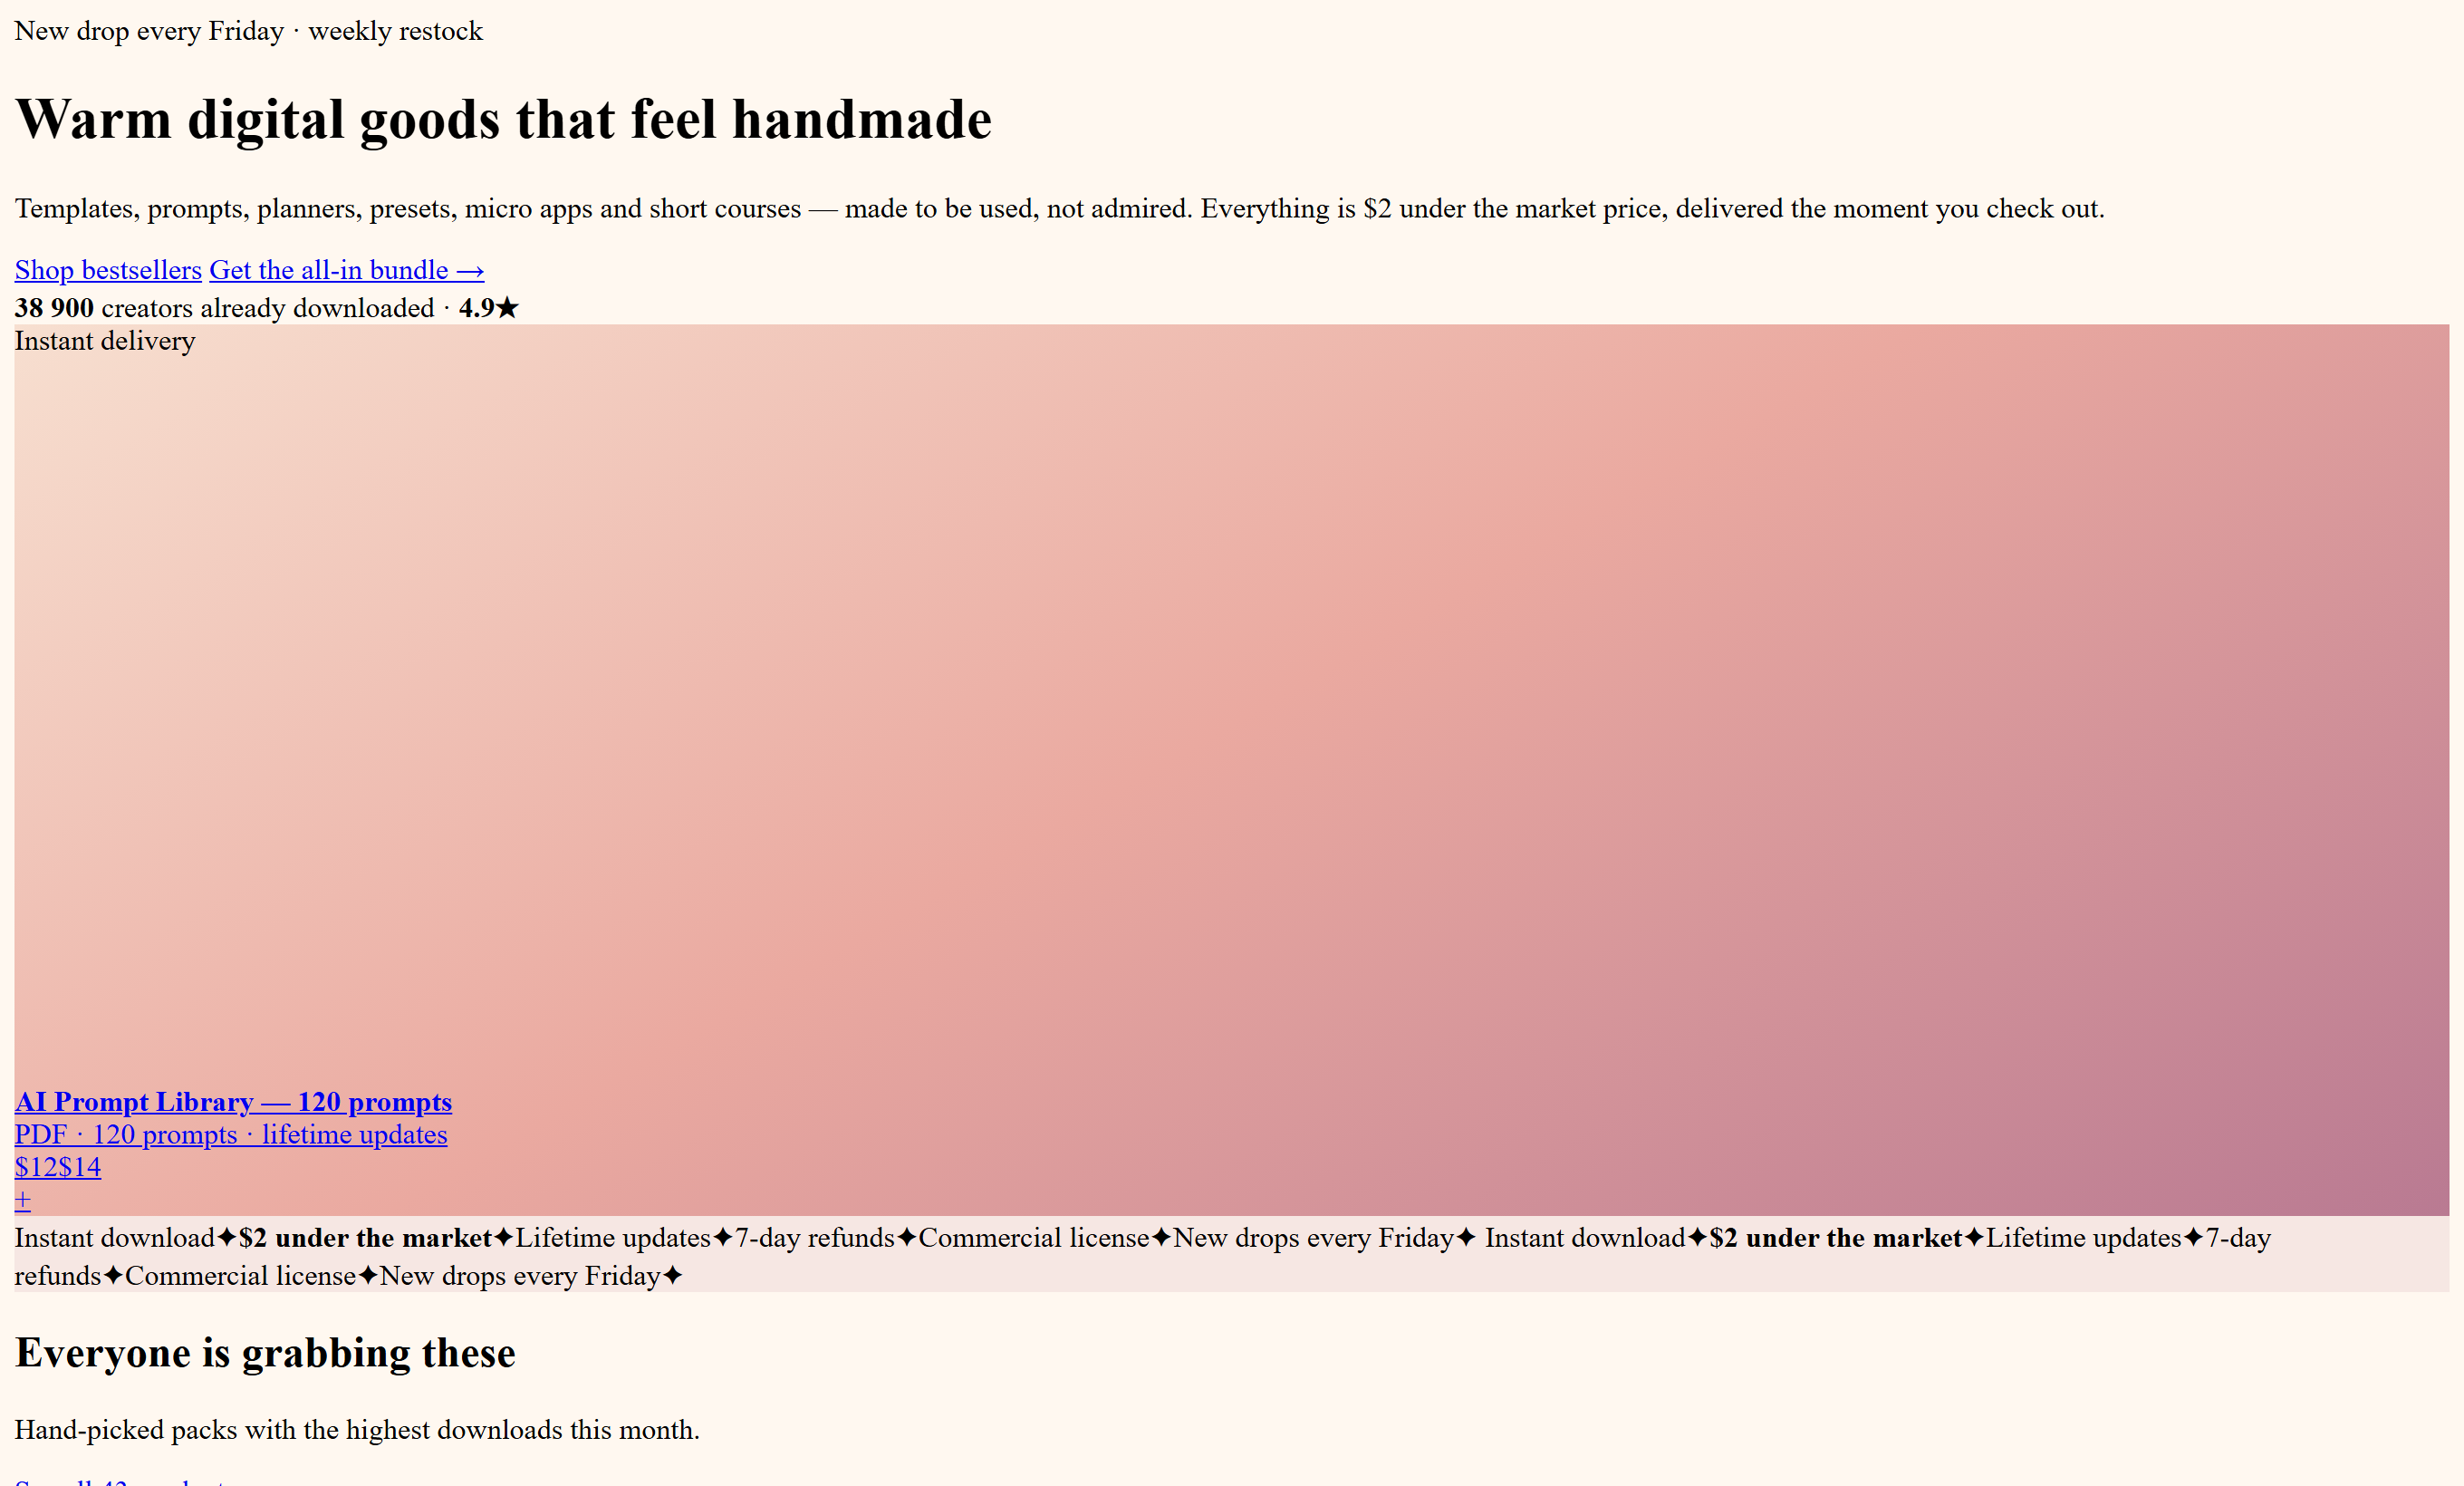 New drop every Friday · weekly restock
Warm digital goods that feel handmade
Templates, prompts, planners, presets, micro apps and short courses — made to be used, not admired. Everything is $2 under the market price, delivered the moment you check out.
Shop bestsellers Get the all-in bundle →
38 900 creators already downloaded · 4.9★
Instant delivery
AI Prompt Library — 120 prompts
PDF · 120 prompts · lifetime updates
$12$14
+
Instant download✦$2 under the market✦Lifetime updates✦7-day refunds✦Commercial license✦New drops every Friday✦ Instant download✦$2 under the market✦Lifetime updates✦7-day
refunds✦Commercial license✦New drops every Friday✦
Everyone is grabbing these
Hand-picked packs with the highest downloads this month.